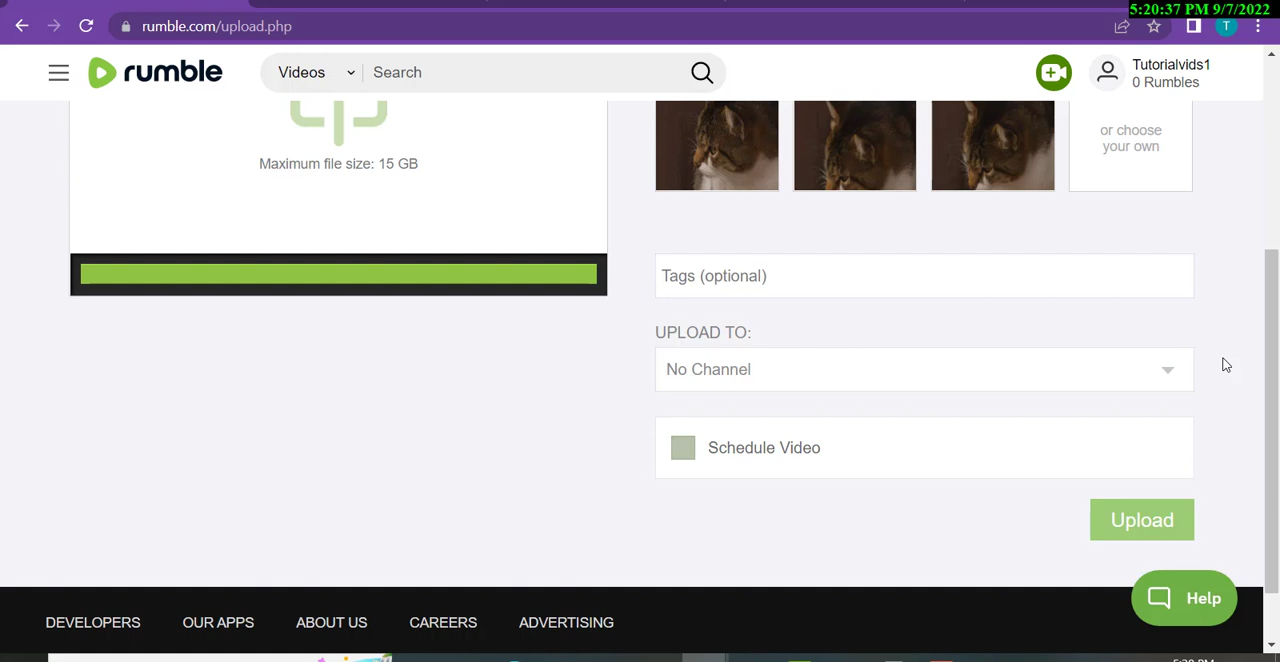 5:20:37 PM 9/7/2022
rumble.com/upload.php
T
rumble
Videos
Search
Tutorialvids1
0 Rumbles
Maximum file size: 15 GB
or choose
your own
Tags (optional)
UPLOAD TO:
No Channel
Schedule Video
Upload
Help
DEVELOPERS
OUR APPS
ABOUT US
CAREERS
ADVERTISING